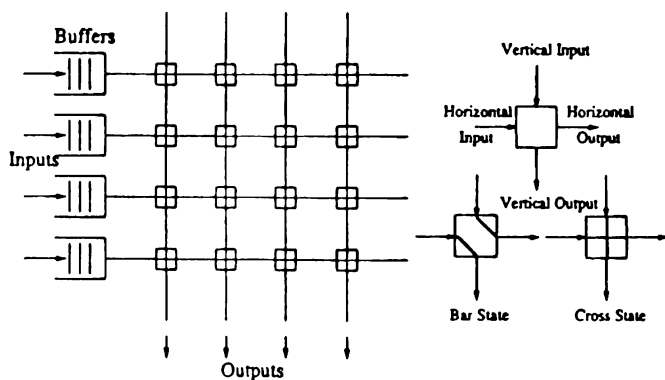 Buffers
Inputs
Outputs
Vertical Input
Horizontal Input
Horizontal Output
Vertical Output
Bar State
Cross State